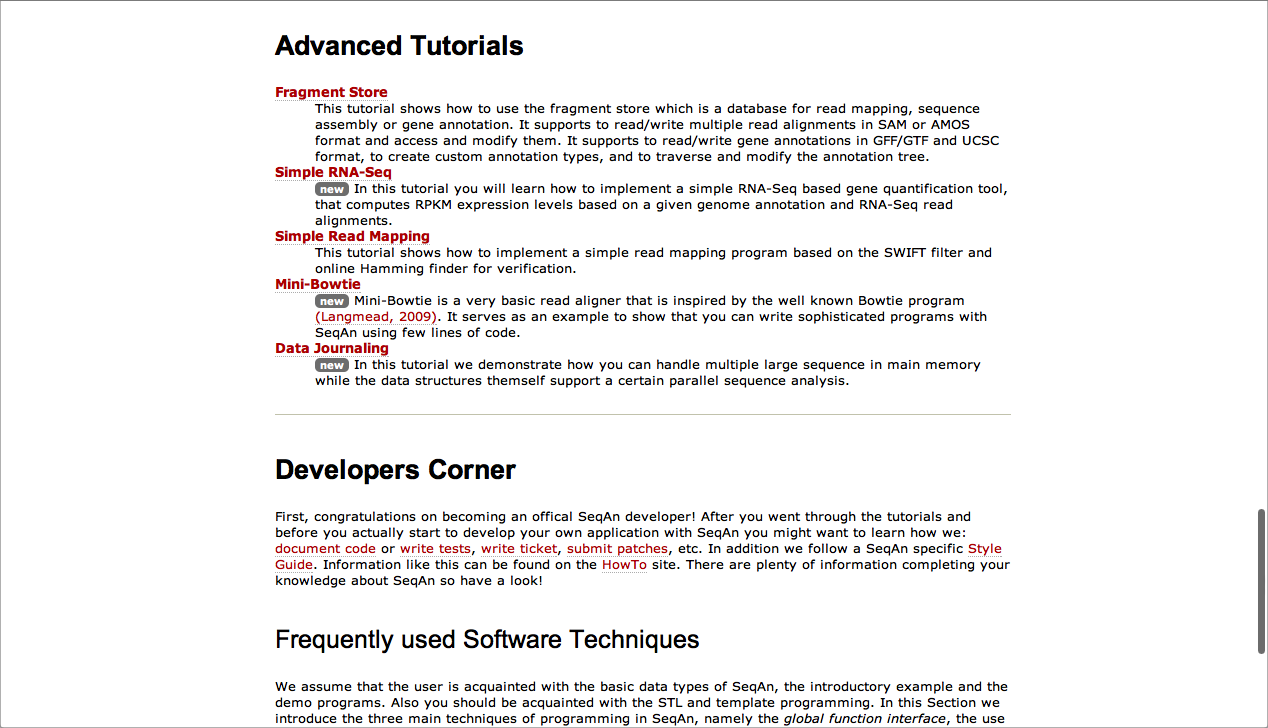 Advanced Tutorials
Fragment Store
This tutorial shows how to use the fragment store which is a database for read mapping, sequence
assembly or gene annotation. It supports to read/write multiple read alignments in SAM or AMOS
format and access and modify them. It supports to read/write gene annotations in GFF/GTF and UCSC
format, to create custom annotation types, and to traverse and modify the annotation tree.
Simple RNA-Seq
new In this tutorial you will learn how to implement a simple RNA-Seq based gene quantification tool,
that computes RPKM expression levels based on a given genome annotation and RNA-Seq read
alignments.
Simple Read Mapping
This tutorial shows how to implement a simple read mapping program based on the SWIFT filter and
online Hamming finder for verification.
Mini-Bowtie
new Mini-Bowtie is a very basic read aligner that is inspired by the well known Bowtie program
(Langmead, 2009). It serves as an example to show that you can write sophisticated programs with
SeqAn using few lines of code.
Data Journaling
new In this tutorial we demonstrate how you can handle multiple large sequence in main memory
while the data structures themself support a certain parallel sequence analysis.
Developers Corner
First, congratulations on becoming an offical SeqAn developer! After you went through the tutorials and
before you actually start to develop your own application with SeqAn you might want to learn how we:
document code or write tests, write ticket, submit patches, etc. In addition we follow a SeqAn specific Style
Guide. Information like this can be found on the HowTo site. There are plenty of information completing your
knowledge about SeqAn so have a look!
Frequently used Software Techniques
We assume that the user is acquainted with the basic data types of SeqAn, the introductory example and the
demo programs. Also you should be acquainted with the STL and template programming. In this Section we
introduce the three main techniques of programming in SeqAn, namely the global function interface, the use